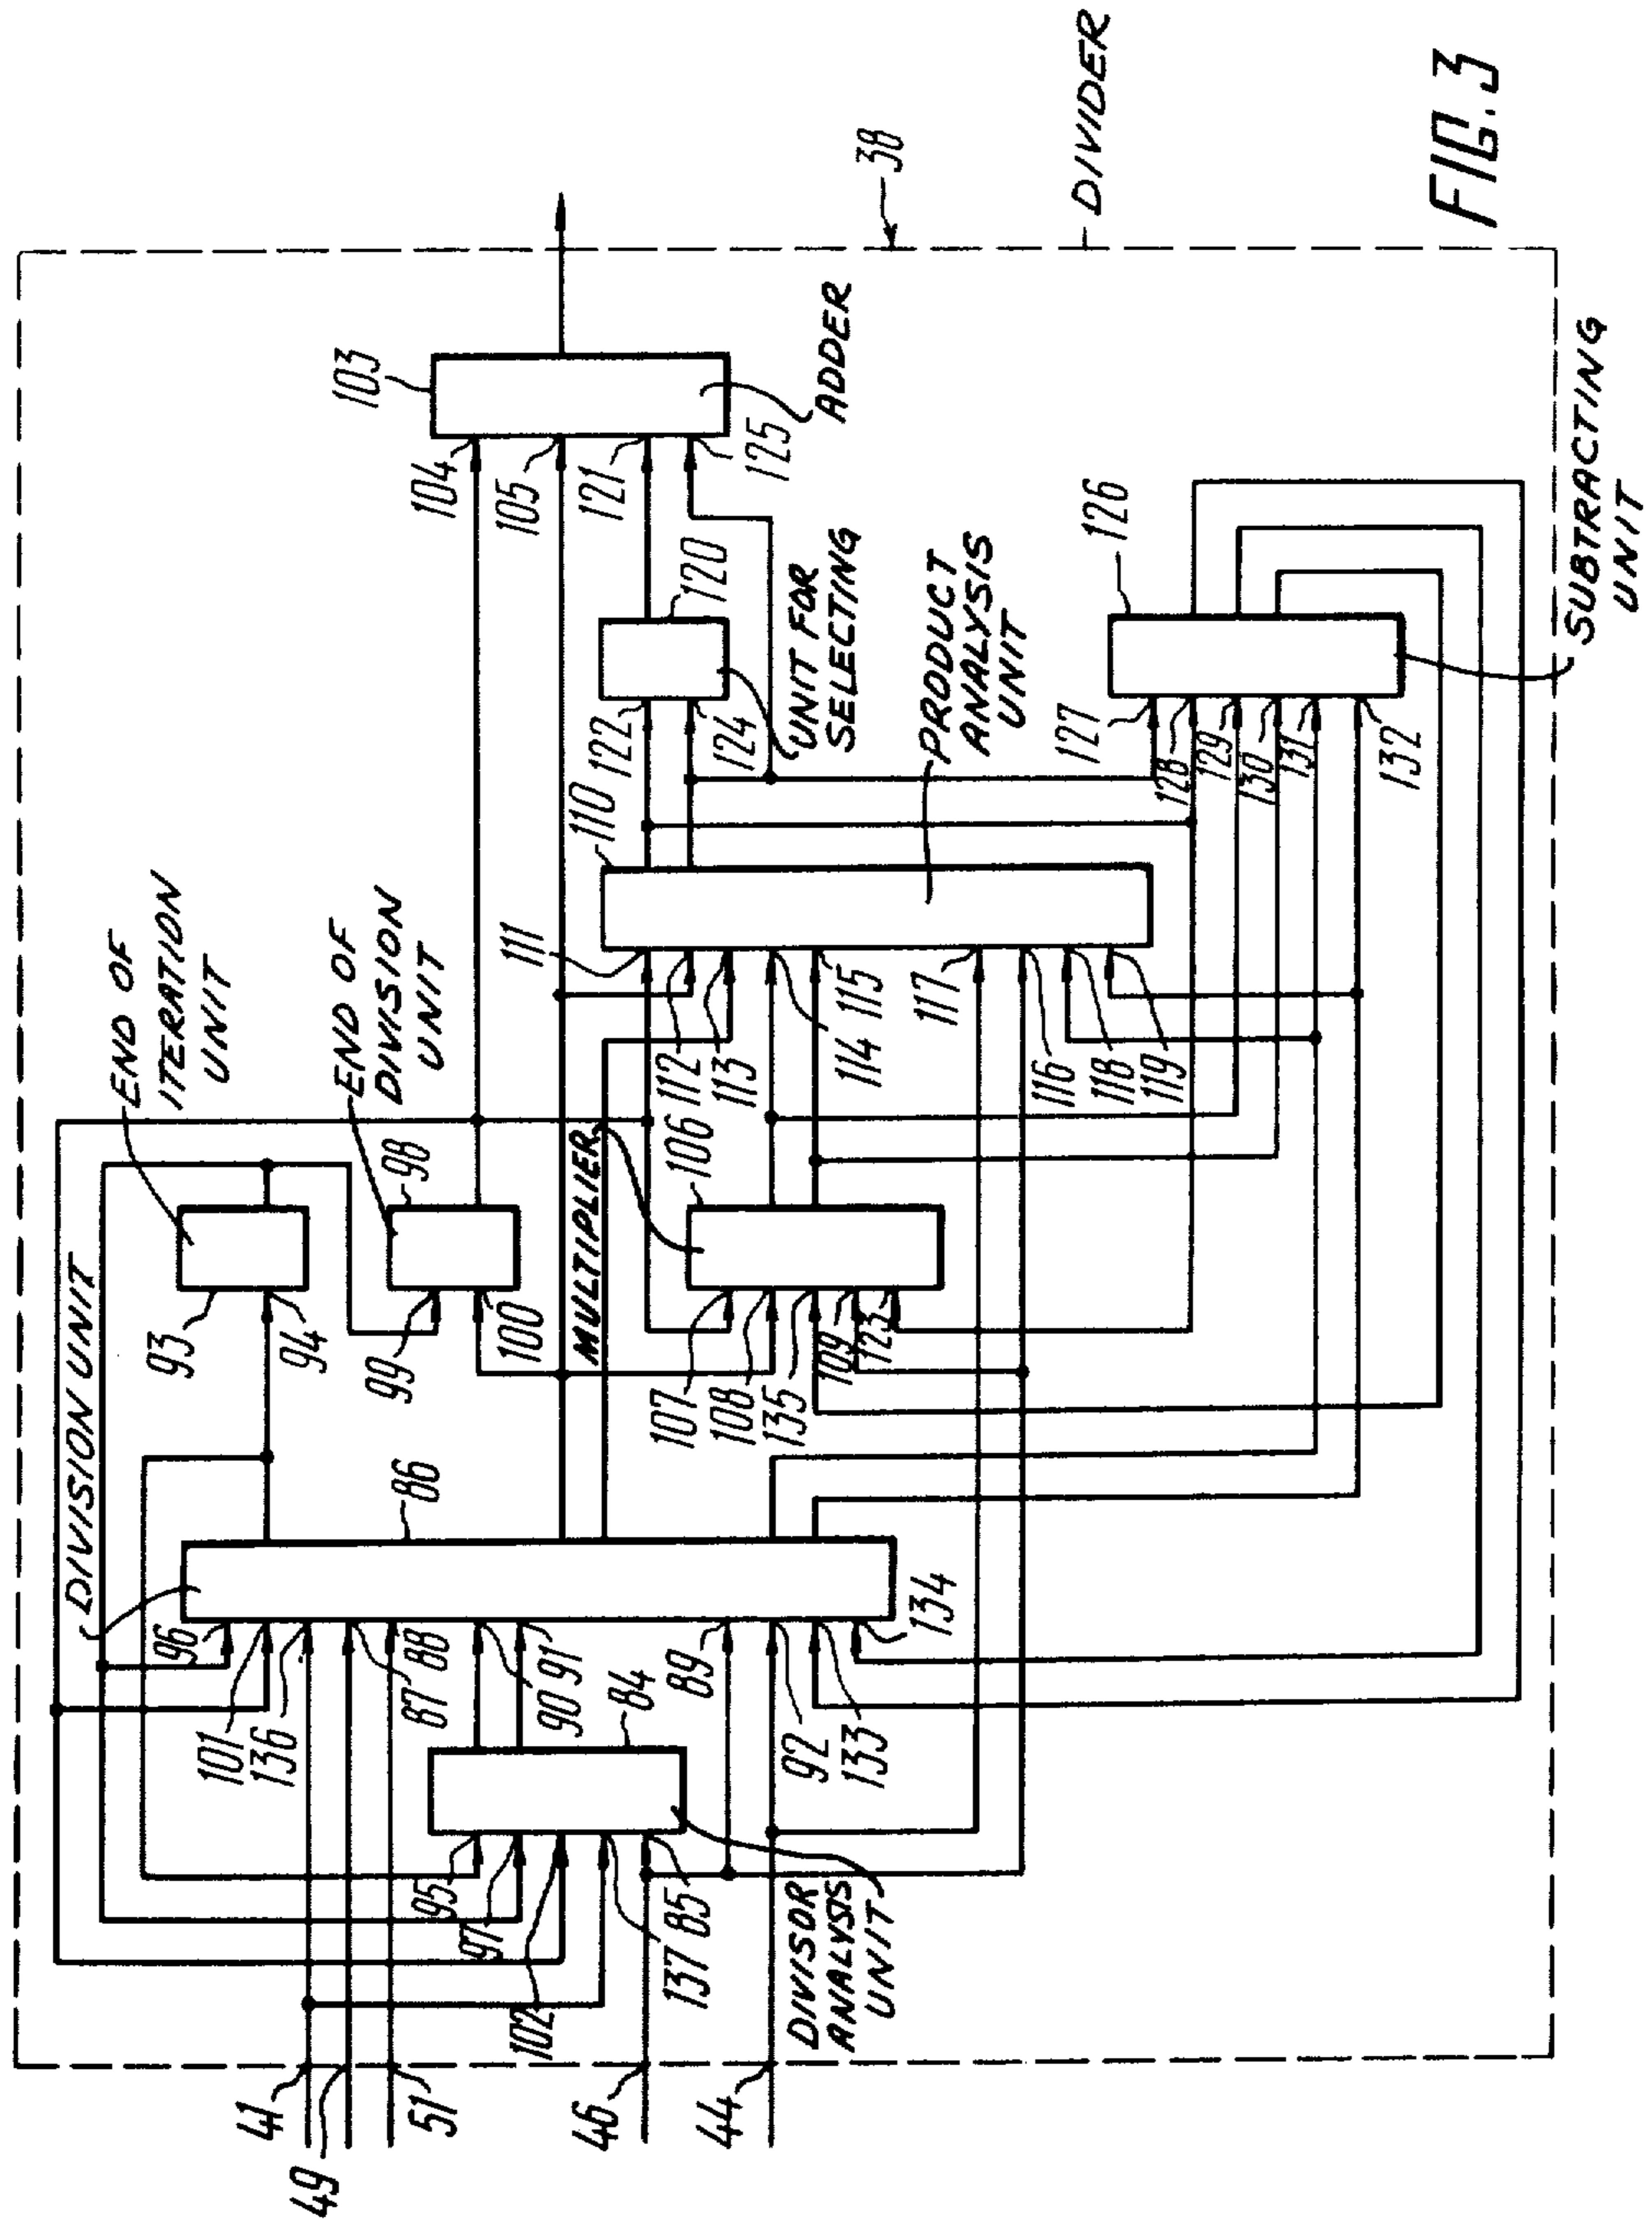 FIG. 3
38
DIVIDER
103
ADDER
104
105
121
125
120
UNIT FOR
SELECTING
122
124
126
SUBTRACTING
UNIT
127
128
129
130
131
132
110
PRODUCT
ANALYSIS
UNIT
111
112
113
114
115
117
116
118
119
END OF
ITERATION
UNIT
93
94
END OF
DIVISION
UNIT
98
99
100
MULTIPLIER
106
107
108
135
109
123
DIVISION UNIT
86
96
101
136
87
88
90
91
89
92
133
134
84
95
97
102
137
85
DIVISOR
ANALYSIS
UNIT
41
49
51
46
44